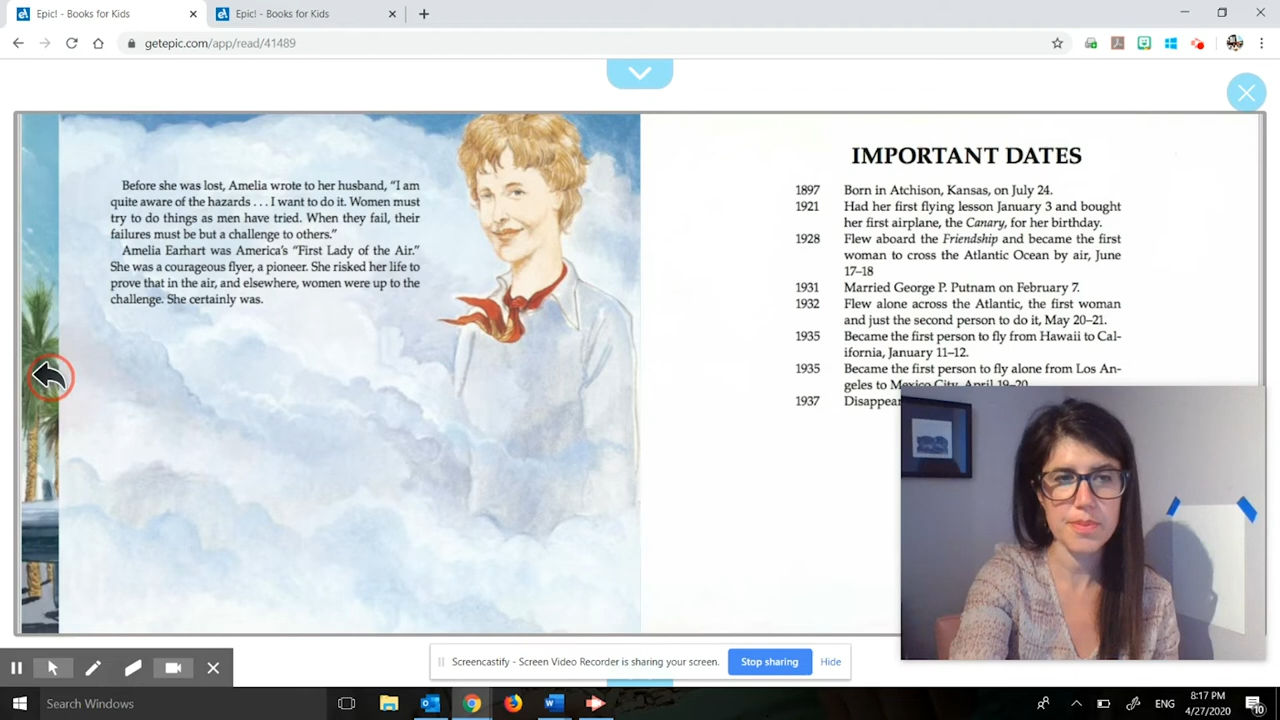 Epic! - Books for Kids
Epic! - Books for Kids
getepic.com/app/read/41489
Before she was lost, Amelia wrote to her husband, “I am
quite aware of the hazards . . . I want to do it. Women must
try to do things as men have tried. When they fail, their
failures must be but a challenge to others.”
Amelia Earhart was America’s “First Lady of the Air.”
She was a courageous flyer, a pioneer. She risked her life to
prove that in the air, and elsewhere, women were up to the
challenge. She certainly was.
IMPORTANT DATES
1897 Born in Atchison, Kansas, on July 24.
1921 Had her first flying lesson January 3 and bought
her first airplane, the Canary, for her birthday.
1928 Flew aboard the Friendship and became the first
woman to cross the Atlantic Ocean by air, June
17–18
1931 Married George P. Putnam on February 7.
1932 Flew alone across the Atlantic, the first woman
and just the second person to do it, May 20–21.
1935 Became the first person to fly from Hawaii to Cal-
ifornia, January 11–12.
1935 Became the first person to fly alone from Los An-
geles to Mexico City, April 19–20.
1937 Disappear
Screencastify - Screen Video Recorder is sharing your screen.
Stop sharing
Hide
Search Windows
ENG
8:17 PM
4/27/2020
10